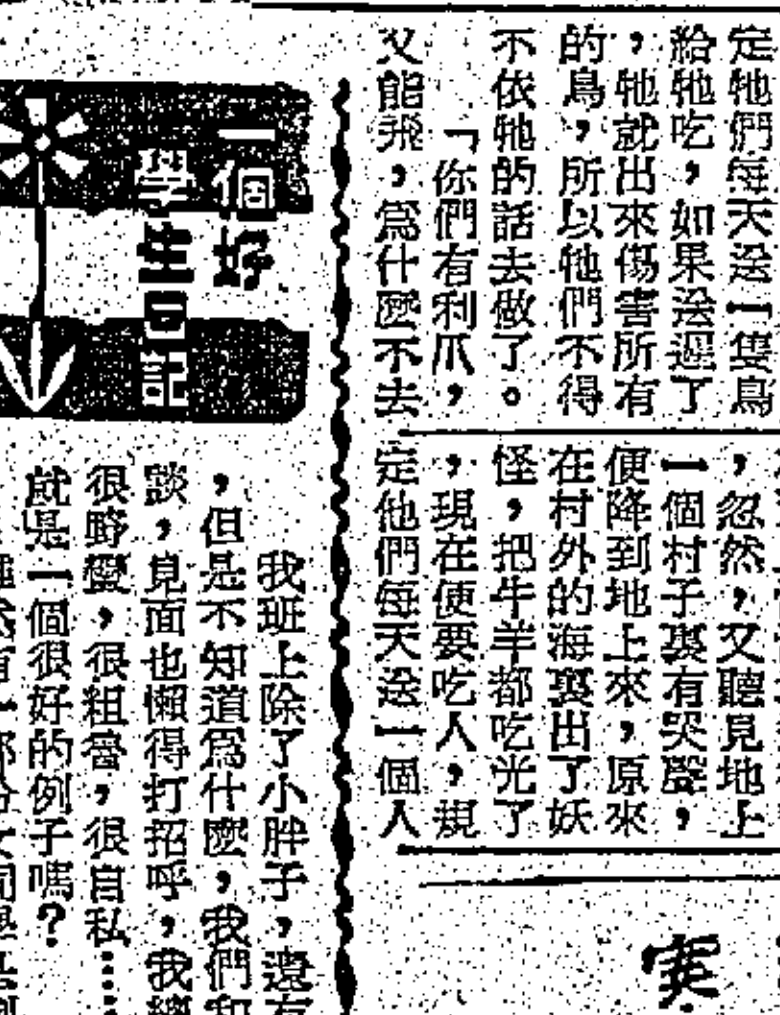 定牠們每天送一隻鳥
給牠吃，如果送遲了
，牠就出來傷害所有
的鳥，所以牠們不得
不依牠的話去做了。
「你們有利爪，
又能飛，爲什麼不去
，忽然，又聽見地上
一個村子裏有哭聲，
便降到地上來，原來
在村外的海裏出了妖
怪，把牛羊都吃光了
，現在便要吃人，規
定他們每天送一個人
一個好
學生日記
我班上除了小胖子，還有
，但是不知道爲什麼，我們和
談，見面也懶得打招呼，我總
很野蠻，很粗魯，很自私……
就是一個很好的例子嗎？